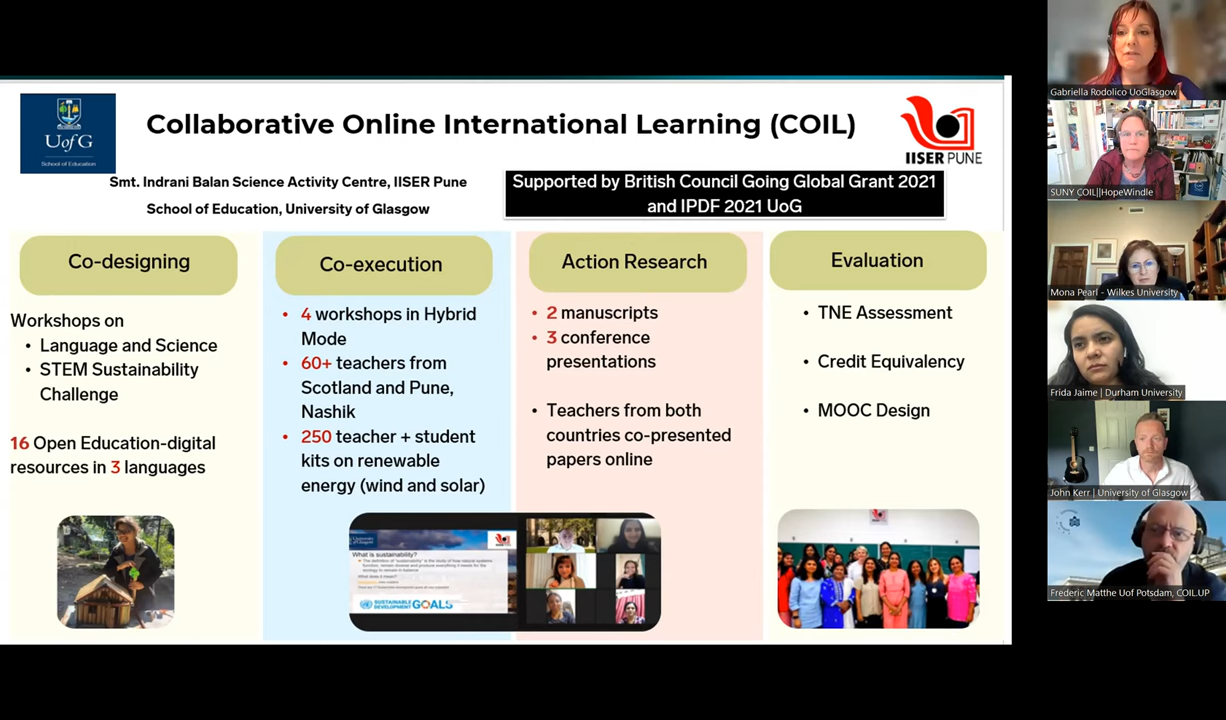 UofG
School of Education
Collaborative Online International Learning (COIL)
IISER PUNE
Smt. Indrani Balan Science Activity Centre, IISER Pune
School of Education, University of Glasgow
Supported by British Council Going Global Grant 2021
and IPDF 2021 UoG
Co-designing
Workshops on
• Language and Science
• STEM Sustainability
Challenge
16 Open Education-digital
resources in 3 languages
Co-execution
• 4 workshops in Hybrid
Mode
• 60+ teachers from
Scotland and Pune,
Nashik
• 250 teacher + student
kits on renewable
energy (wind and solar)
Action Research
• 2 manuscripts
• 3 conference
presentations
• Teachers from both
countries co-presented
papers online
Evaluation
• TNE Assessment
• Credit Equivalency
• MOOC Design
What is sustainability?
What does it mean?
SUSTAINABLE
DEVELOPMENT GOALS
Gabriella Rodolico UoGlasgow
SUNY COIL||HopeWindle
Mona Pearl - Wilkes University
Frida Jaime | Durham University
John Kerr | University of Glasgow
Frederic Matthe Uof Potsdam, COIL.UP